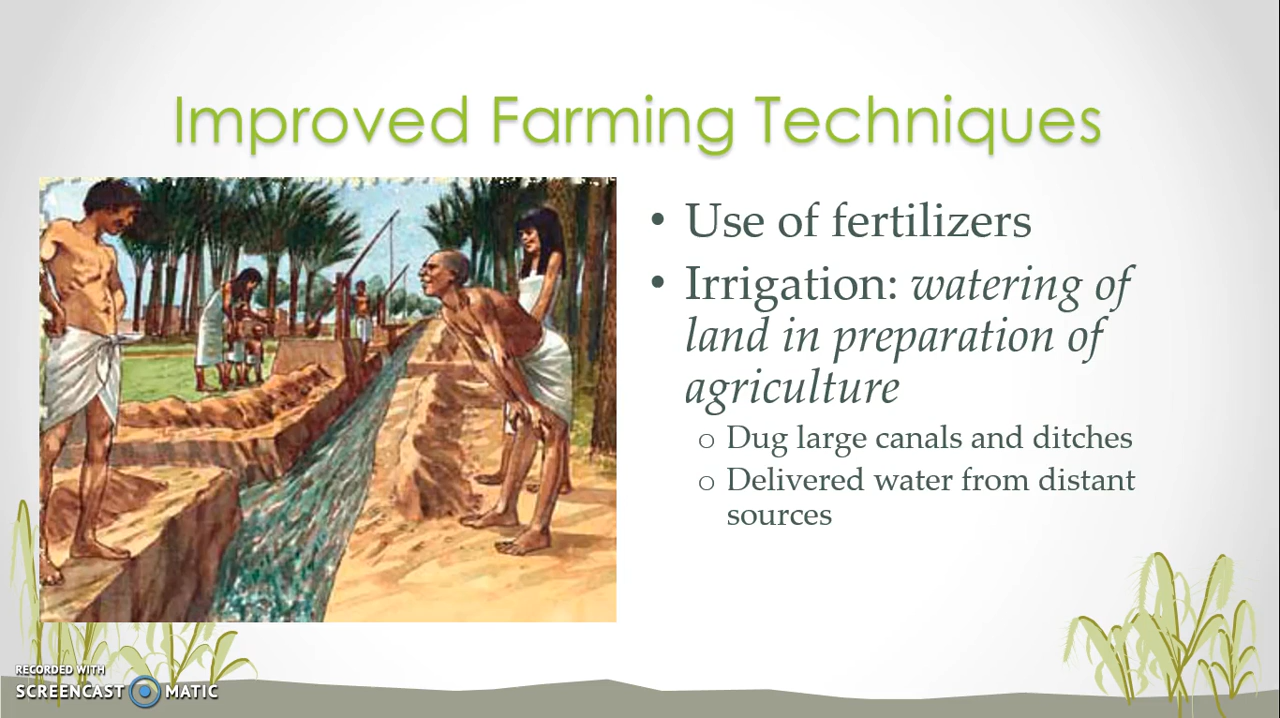 Improved Farming Techniques
• Use of fertilizers
• Irrigation: watering of
land in preparation of
agriculture
o Dug large canals and ditches
o Delivered water from distant
sources
RECORDED WITH
SCREENCAST MATIC